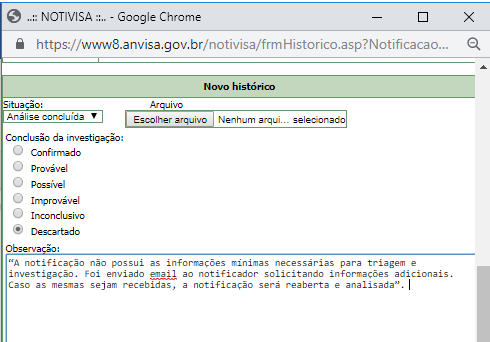 ..:: NOTIVISA ::.. - Google Chrome
https://www8.anvisa.gov.br/notivisa/frmHistorico.asp?Notificacao...
Novo histórico
Situação: Arquivo
Análise concluída ▼ Escolher arquivo Nenhum arqui... selecionado
Conclusão da investigação:
Confirmado
Provável
Possível
Improvável
Inconclusivo
Descartado
Observação:
“A notificação não possui as informações mínimas necessárias para triagem e
investigação. Foi enviado email ao notificador solicitando informações adicionais.
Caso as mesmas sejam recebidas, a notificação será reaberta e analisada”.